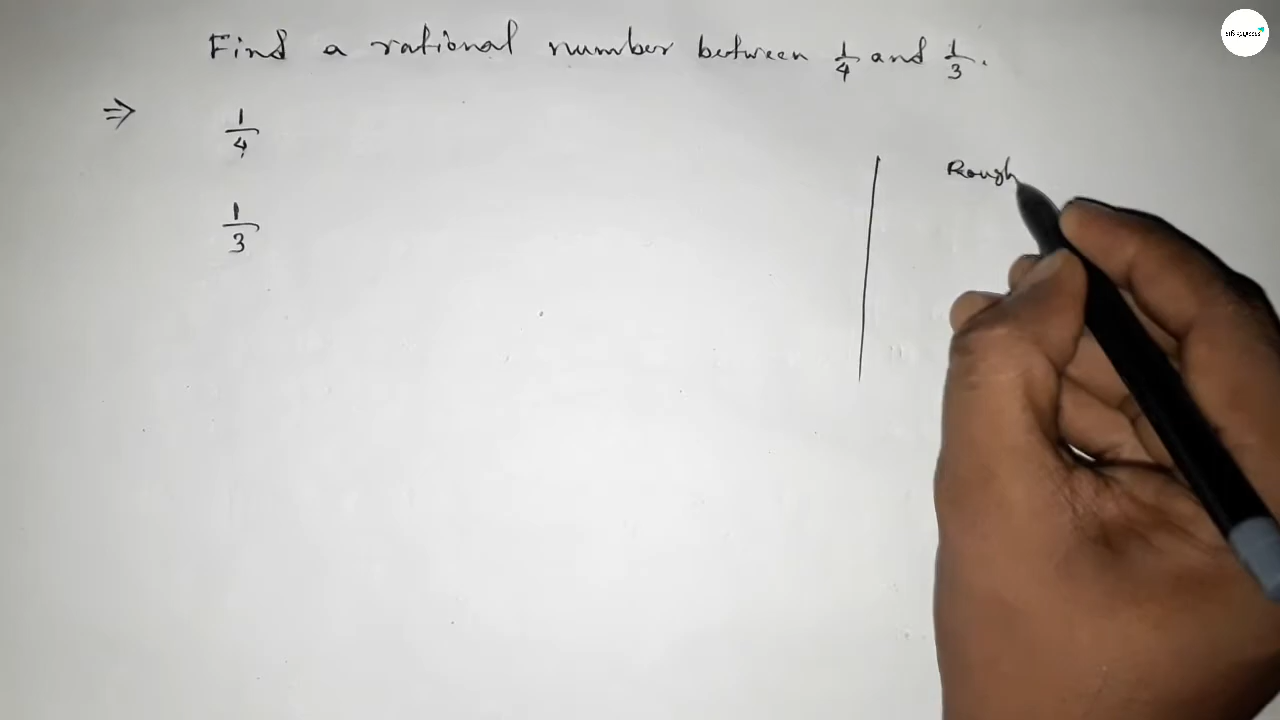 Find a rational number between 1/4 and 1/3.
⇒ 1/4
1/3
Rough